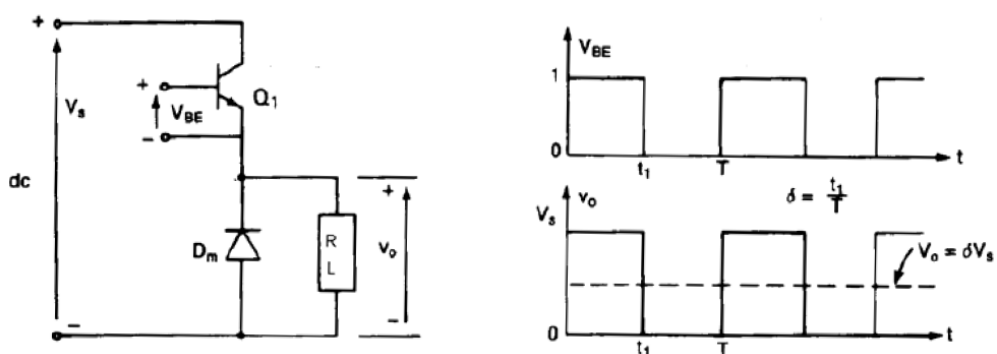 +
Vs
dc
−
+
VBE
−
Q1
Dm
R
L
+
vo
−
VBE
1
0
t1
T
t
δ = t1/T
Vs
vo
Vo = δVs
0
t1
T
t